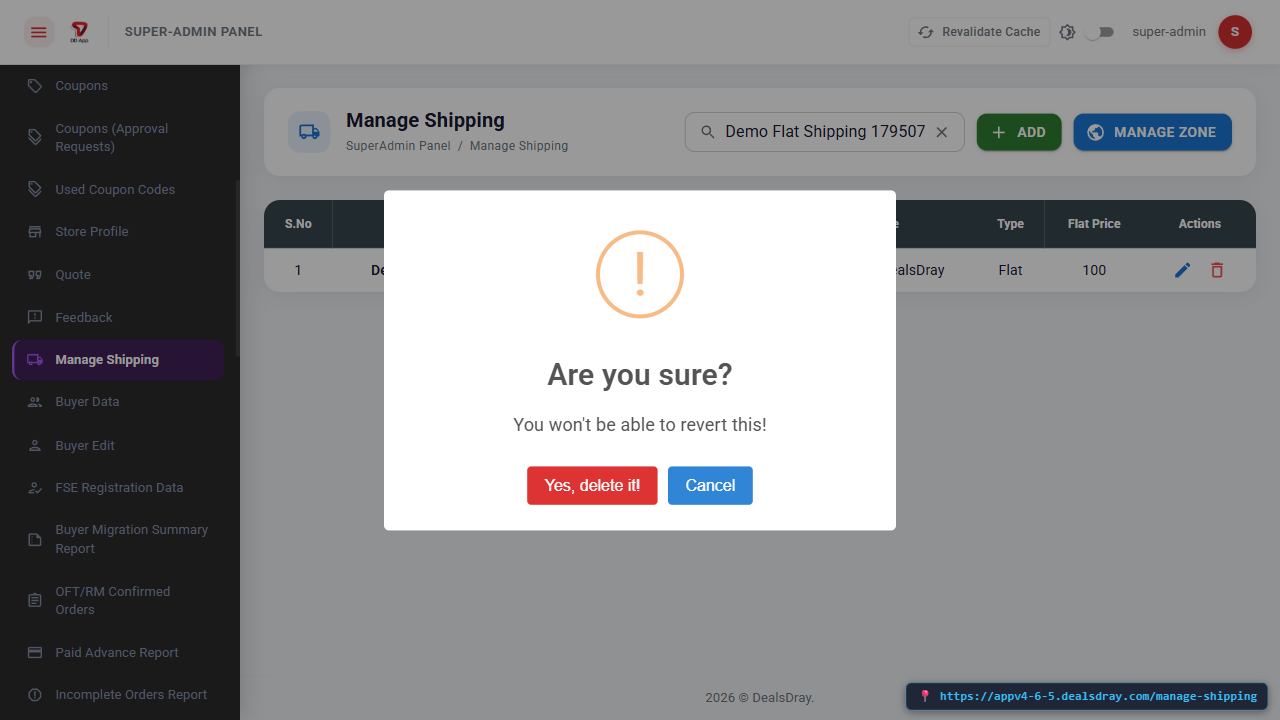 DD App
SUPER-ADMIN PANEL
Revalidate Cache
super-admin
S
Coupons
Coupons (Approval
Requests)
Used Coupon Codes
Store Profile
Quote
Feedback
Manage Shipping
Buyer Data
Buyer Edit
FSE Registration Data
Buyer Migration Summary
Report
OFT/RM Confirmed
Orders
Paid Advance Report
Incomplete Orders Report
Manage Shipping
SuperAdmin Panel / Manage Shipping
Demo Flat Shipping 179507
ADD
MANAGE ZONE
S.No
Type
Flat Price
Actions
1
Flat
100
Are you sure?
You won't be able to revert this!
Yes, delete it!
Cancel
2026 © DealsDray.
https://appv4-6-5.dealsdray.com/manage-shipping